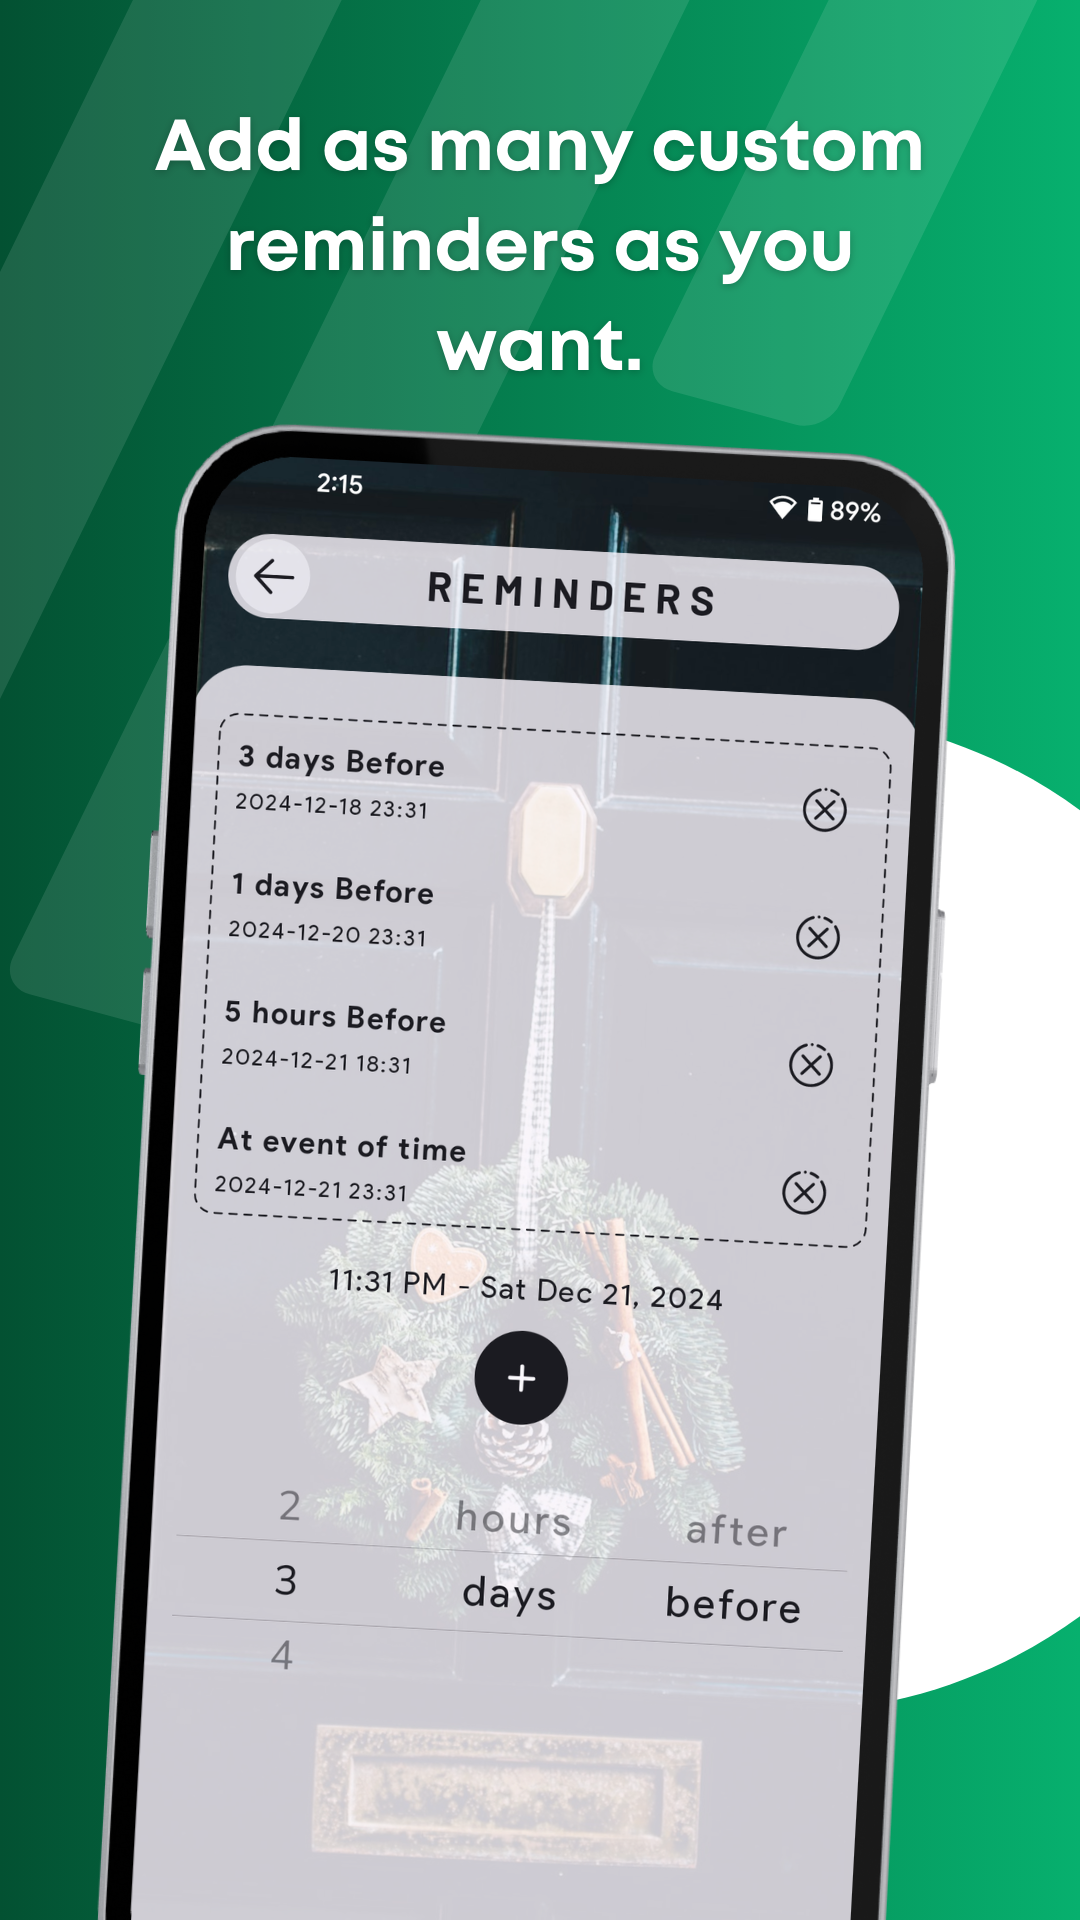 Add as many custom
reminders as you
want.
2:15
89%
REMINDERS
3 days Before
2024-12-18 23:31
1 days Before
2024-12-20 23:31
5 hours Before
2024-12-21 18:31
At event of time
2024-12-21 23:31
11:31 PM - Sat Dec 21, 2024
+
2 hours after
3 days before
4